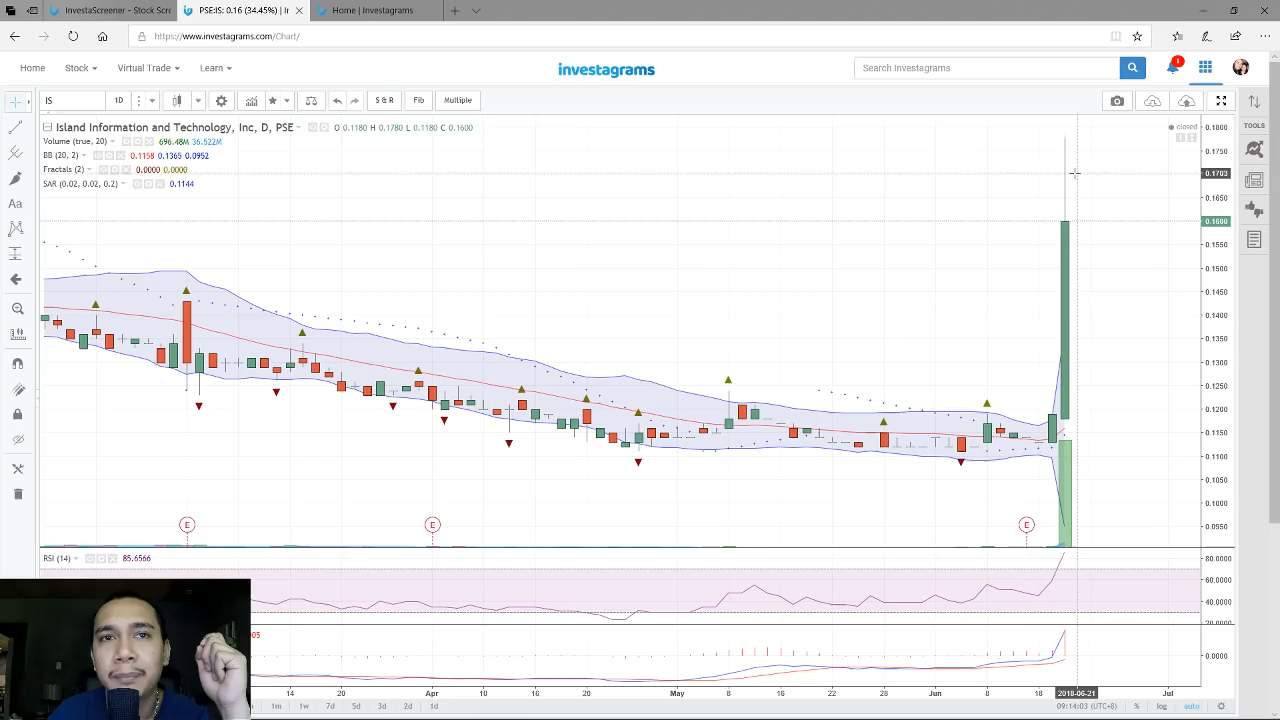 InvestaScreener - Stock Scre
PSE:IS: 0.16 (34.45%) | In
Home | Investagrams
https://www.investagrams.com/Chart/
Home Stock Virtual Trade Learn
investagrams
Search Investagrams
1
IS 1D S & R Fib Multiple
Island Information and Technology, Inc, D, PSE O 0.1180 H 0.1780 L 0.1180 C 0.1600
closed
Volume (true, 20) 696.48M 36.522M
BB (20, 2) 0.1158 0.1365 0.0952
Fractals (2) 0.0000 0.0000
SAR (0.02, 0.02, 0.2) 0.1144
Aa
TOOLS
0.1800
0.1750
0.1703
0.1650
0.1600
0.1550
0.1500
0.1450
0.1400
0.1350
0.1300
0.1250
0.1200
0.1150
0.1100
0.1050
0.1000
0.0950
E E E
RSI (14) 85.6566
80.0000
60.0000
40.0000
20.0000
005
0.0000
14 20 Apr 10 16 20 May 8 16 22 28 Jun 8 18 2018-06-21 Jul
1m 1w 7d 5d 3d 2d 1d 09:14:03 (UTC+8) % log auto